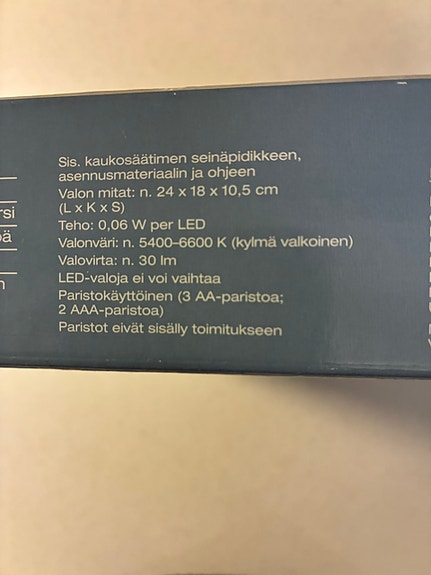 Sis. kaukosäätimen seinäpidikkeen,
asennusmateriaalin ja ohjeen
Valon mitat: n. 24 x 18 x 10,5 cm
(L x K x S)
Teho: 0,06 W per LED
Valonväri: n. 5400–6600 K (kylmä valkoinen)
Valovirta: n. 30 lm
LED-valoja ei voi vaihtaa
Paristokäyttöinen (3 AA-paristoa;
2 AAA-paristoa)
Paristot eivät sisälly toimitukseen